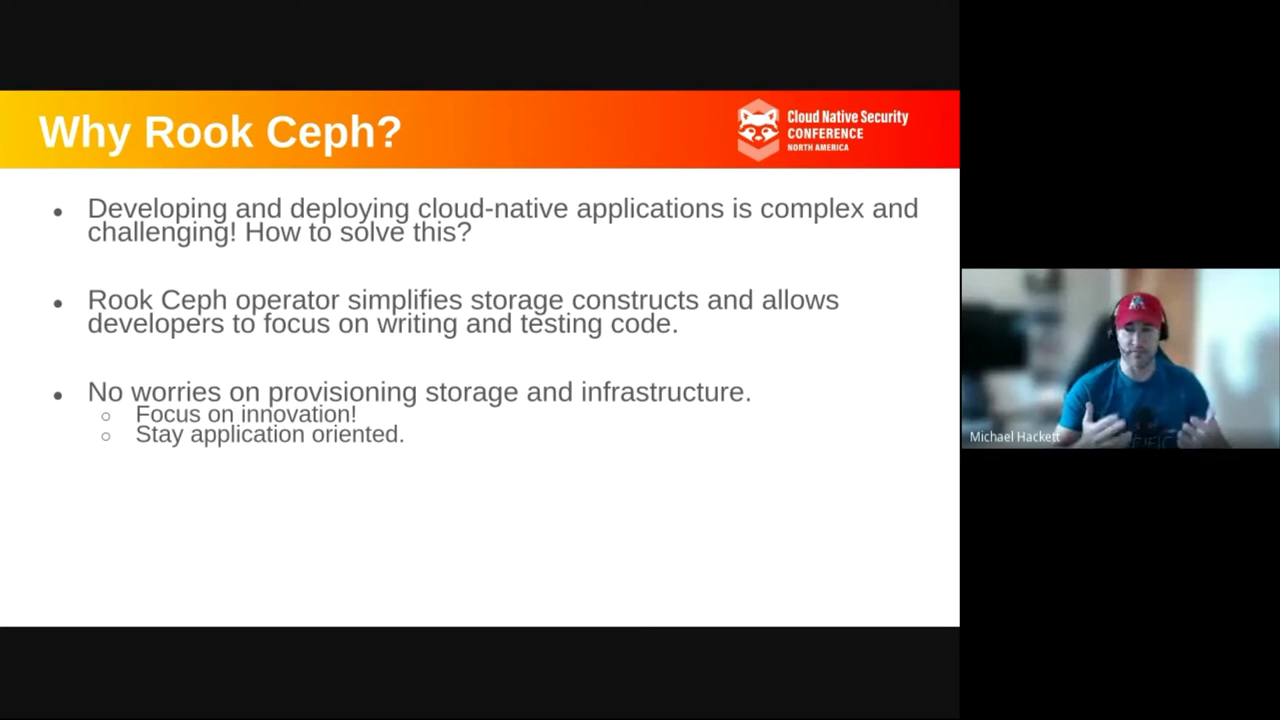 Why Rook Ceph?
Cloud Native Security
CONFERENCE
NORTH AMERICA
• Developing and deploying cloud-native applications is complex and
challenging! How to solve this?
• Rook Ceph operator simplifies storage constructs and allows
developers to focus on writing and testing code.
• No worries on provisioning storage and infrastructure.
○ Focus on innovation!
○ Stay application oriented.
Michael Hackett